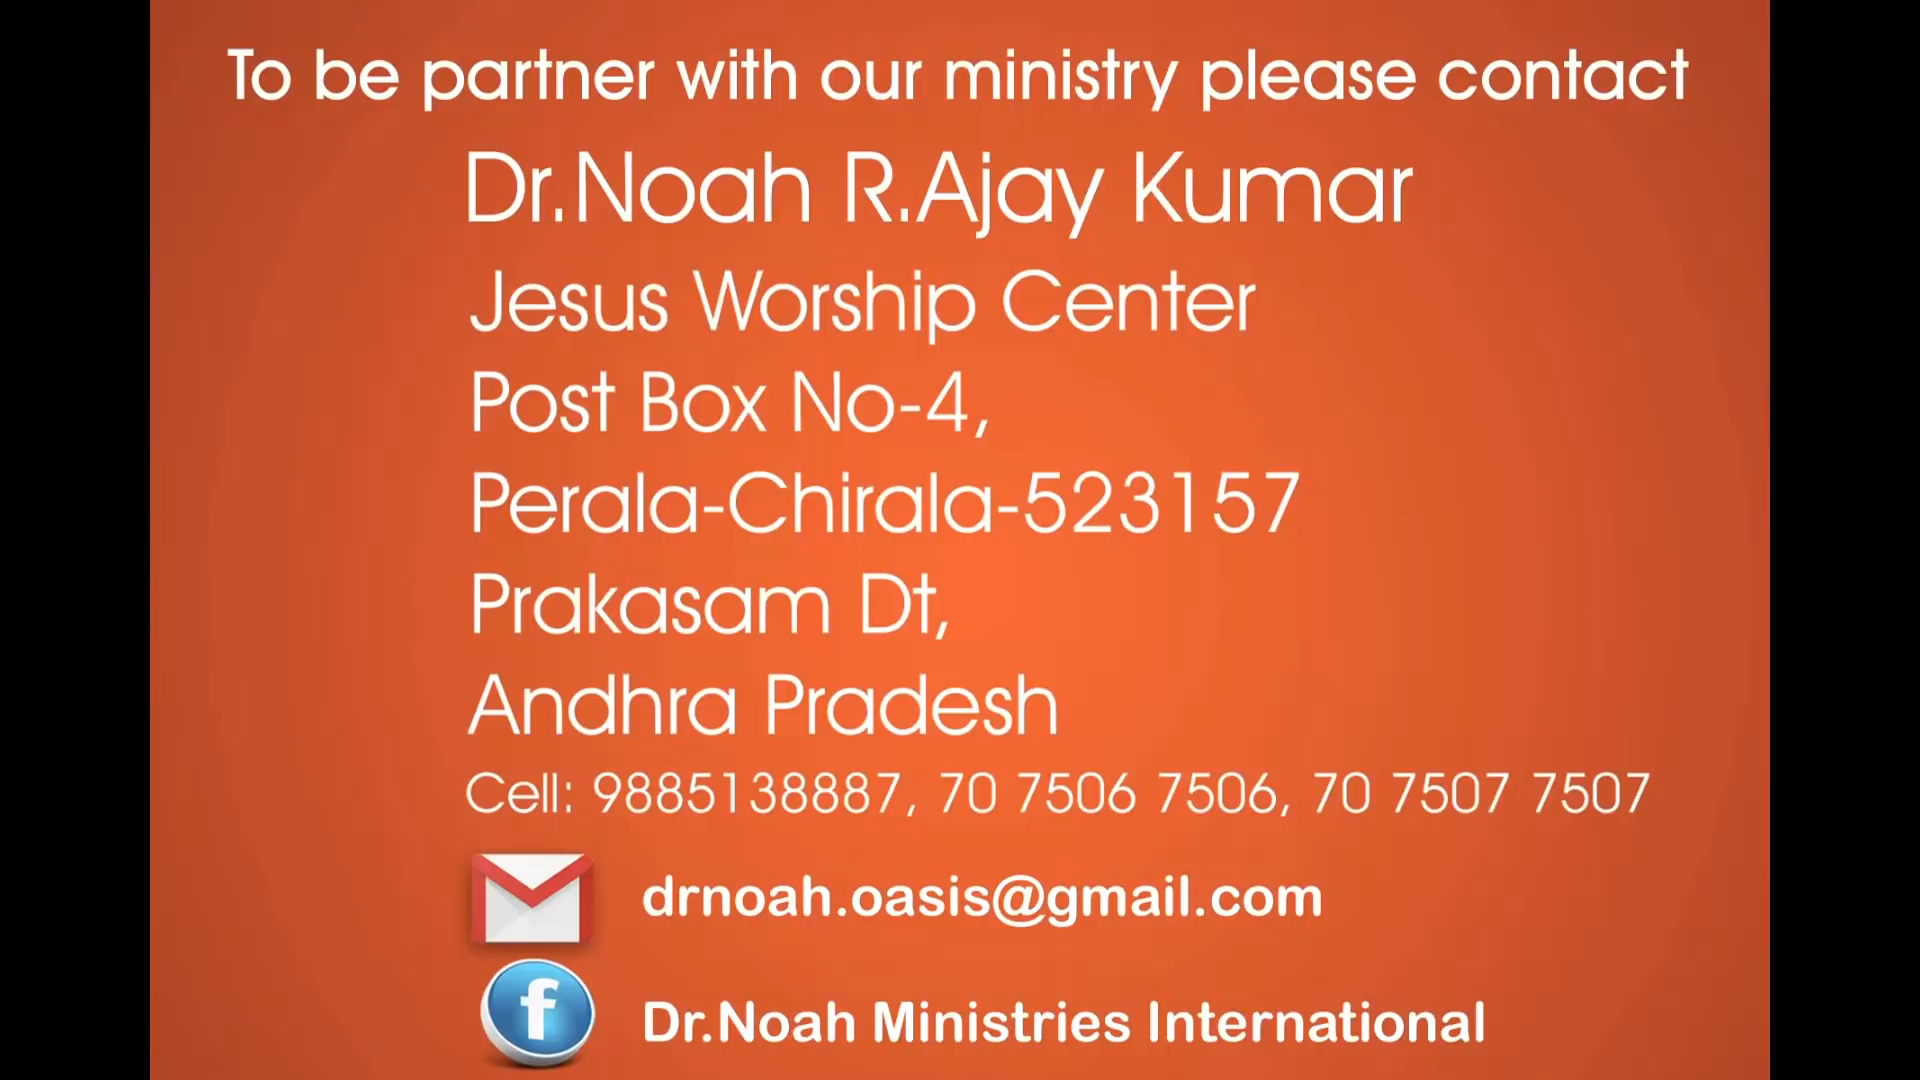 To be partner with our ministry please contact
Dr.Noah R.Ajay Kumar
Jesus Worship Center
Post Box No-4,
Perala-Chirala-523157
Prakasam Dt,
Andhra Pradesh
Cell: 9885138887, 70 7506 7506, 70 7507 7507
drnoah.oasis@gmail.com
f
Dr.Noah Ministries International